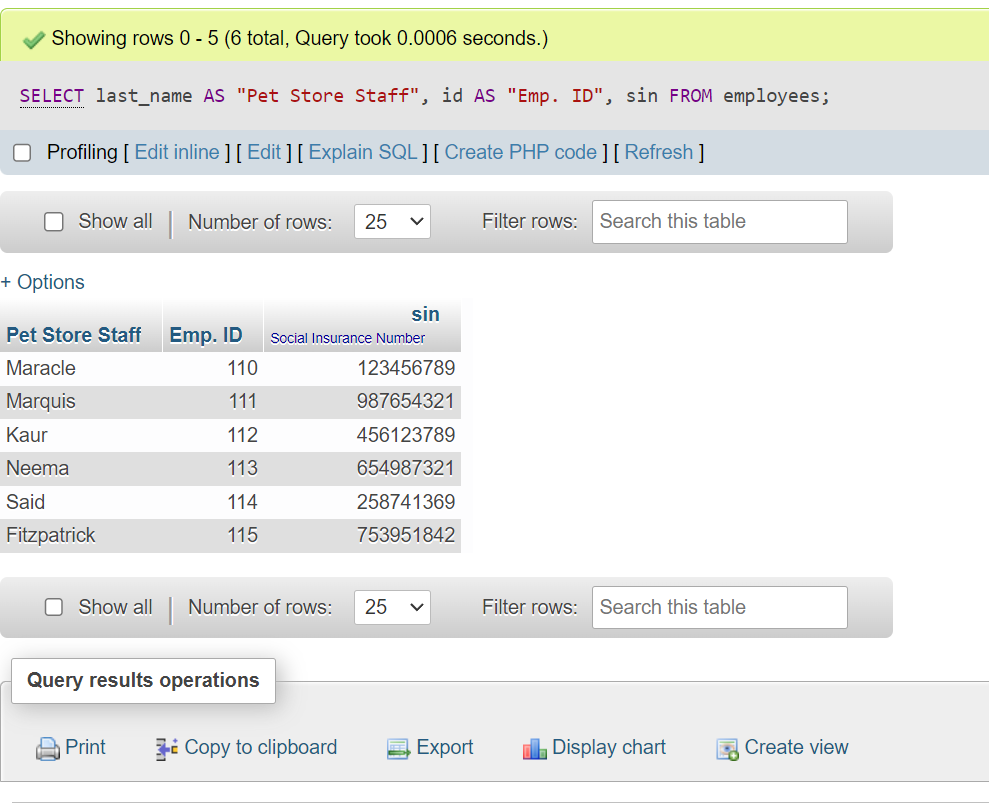 Showing rows 0 - 5 (6 total, Query took 0.0006 seconds.)
SELECT last_name AS "Pet Store Staff", id AS "Emp. ID", sin FROM employees;
Profiling [ Edit inline ] [ Edit ] [ Explain SQL ] [ Create PHP code ] [ Refresh ]
Show all | Number of rows: 25 Filter rows: Search this table
+ Options
Pet Store Staff Emp. ID sin
Social Insurance Number
Maracle 110 123456789
Marquis 111 987654321
Kaur 112 456123789
Neema 113 654987321
Said 114 258741369
Fitzpatrick 115 753951842
Show all | Number of rows: 25 Filter rows: Search this table
Query results operations
Print Copy to clipboard Export Display chart Create view